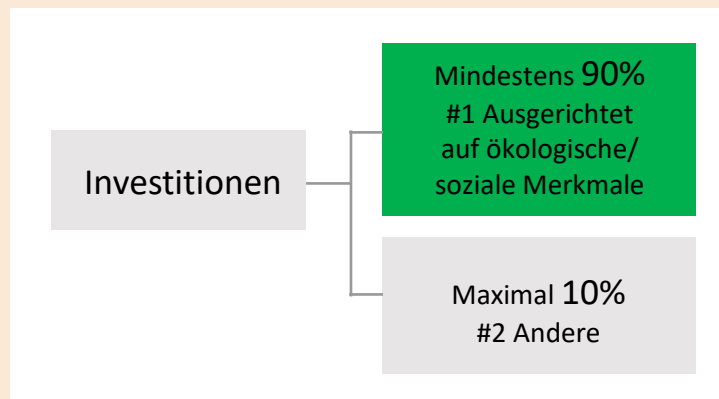 Investitionen
Mindestens 90%
#1 Ausgerichtet
auf ökologische/
soziale Merkmale
Maximal 10%
#2 Andere